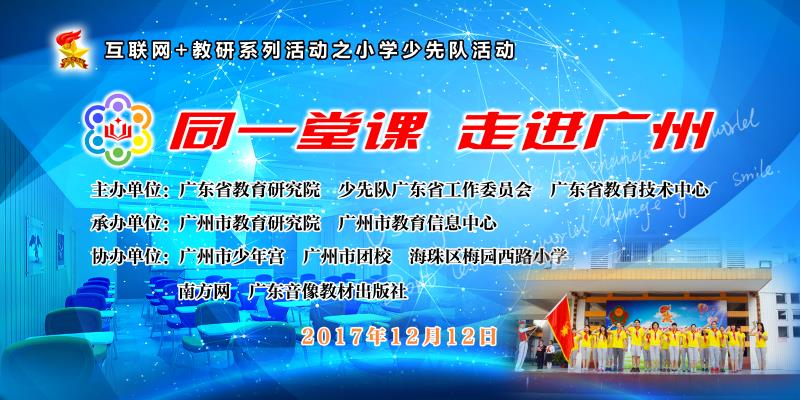 互联网+教研系列活动之小学少先队活动
同一堂课 走进广州
主办单位：广东省教育研究院 少先队广东省工作委员会 广东省教育技术中心
承办单位：广州市教育研究院 广州市教育信息中心
协办单位：广州市少年宫 广州市团校 海珠区梅园西路小学
南方网 广东音像教材出版社
2017年12月12日